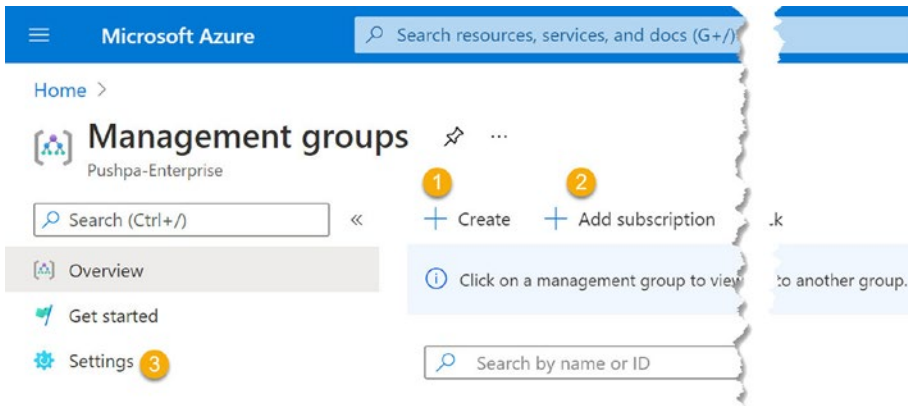 Microsoft Azure
Search resources, services, and docs (G+/)
Home >
Management groups ...
Pushpa-Enterprise
1 2
Search (Ctrl+/) « + Create + Add subscription
Overview
Click on a management group to view to another group.
Get started
Settings 3
Search by name or ID